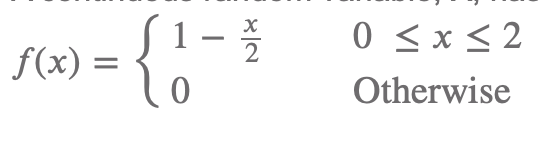 f(x) = { 1 − x/2    0 ≤ x ≤ 2
0    Otherwise